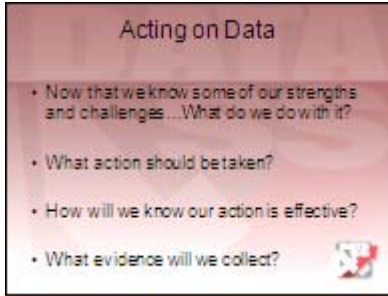 Acting on Data
• Now that we know some of our strengths
and challenges...What do we do with it?
• What action should be taken?
• How will we know our action is effective?
• What evidence will we collect?